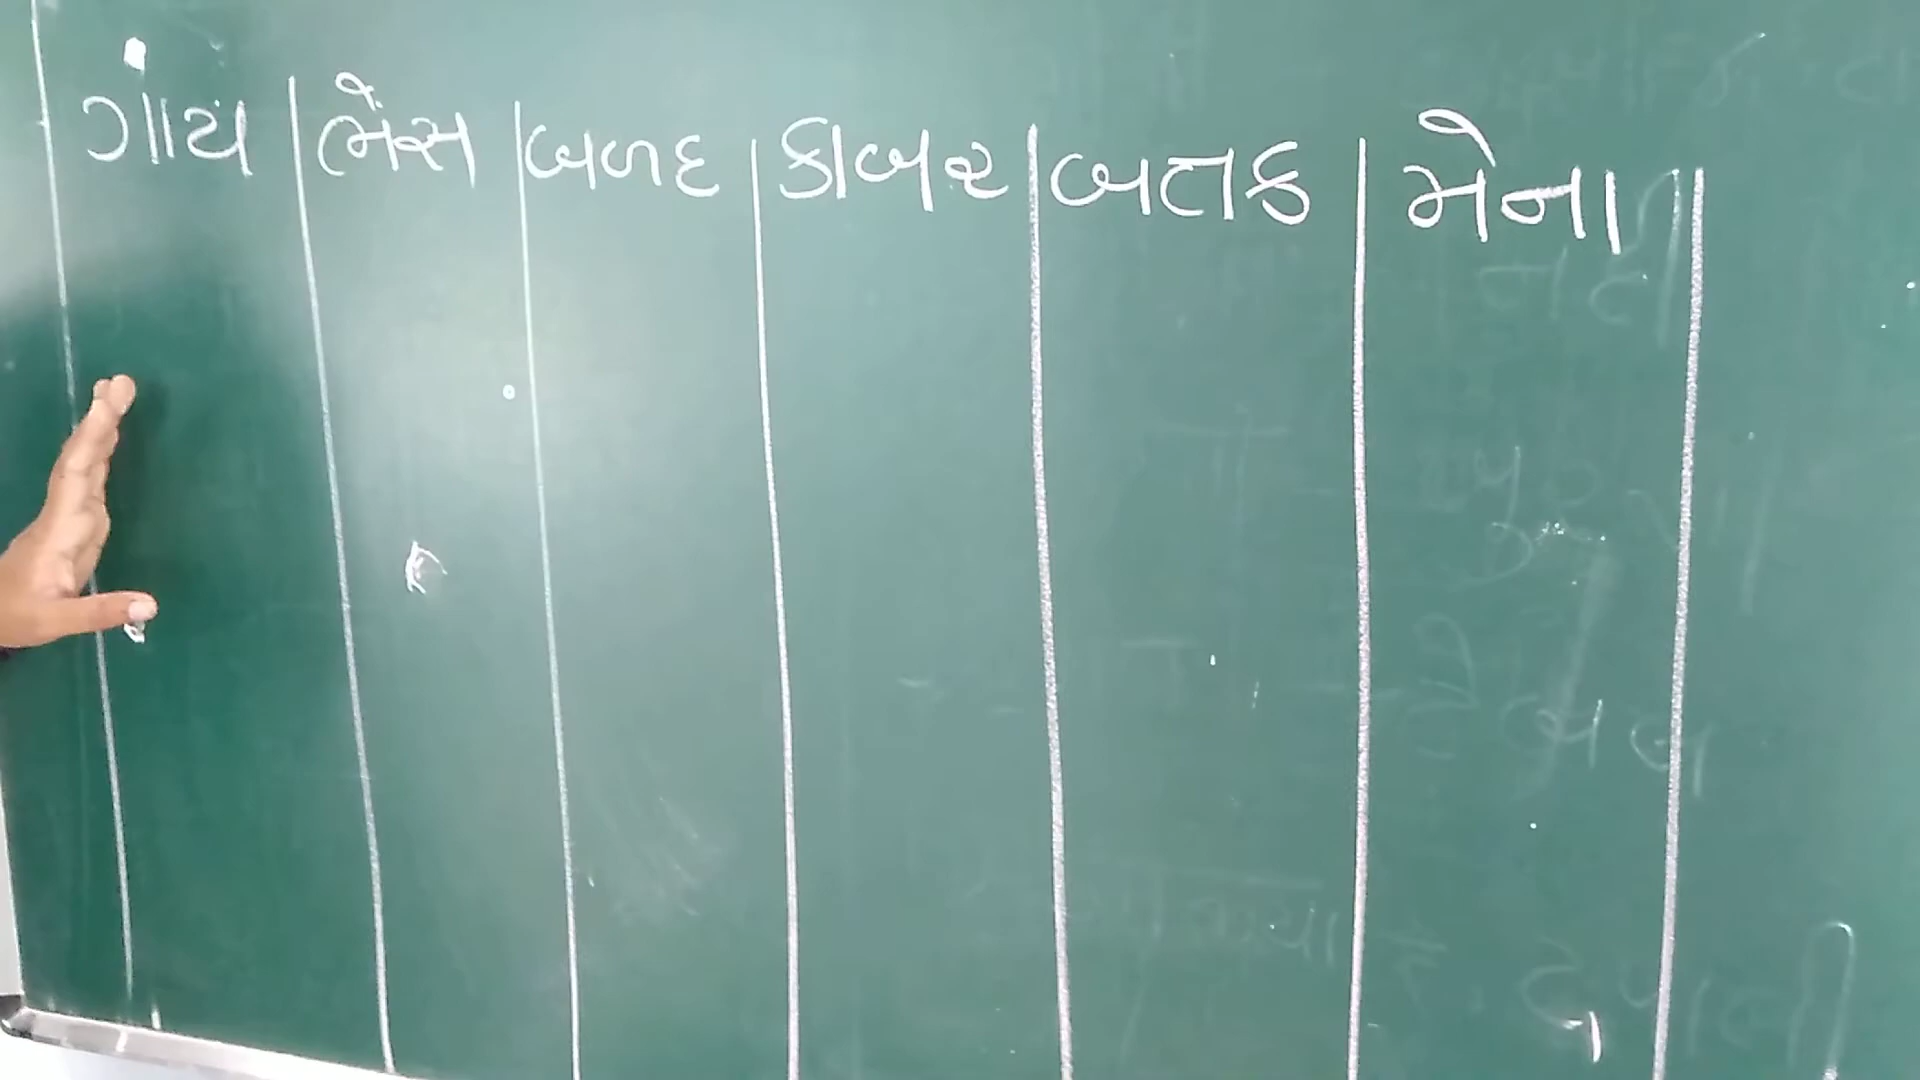 ગાય ભેંસ બળદ કાબર બતક મેના